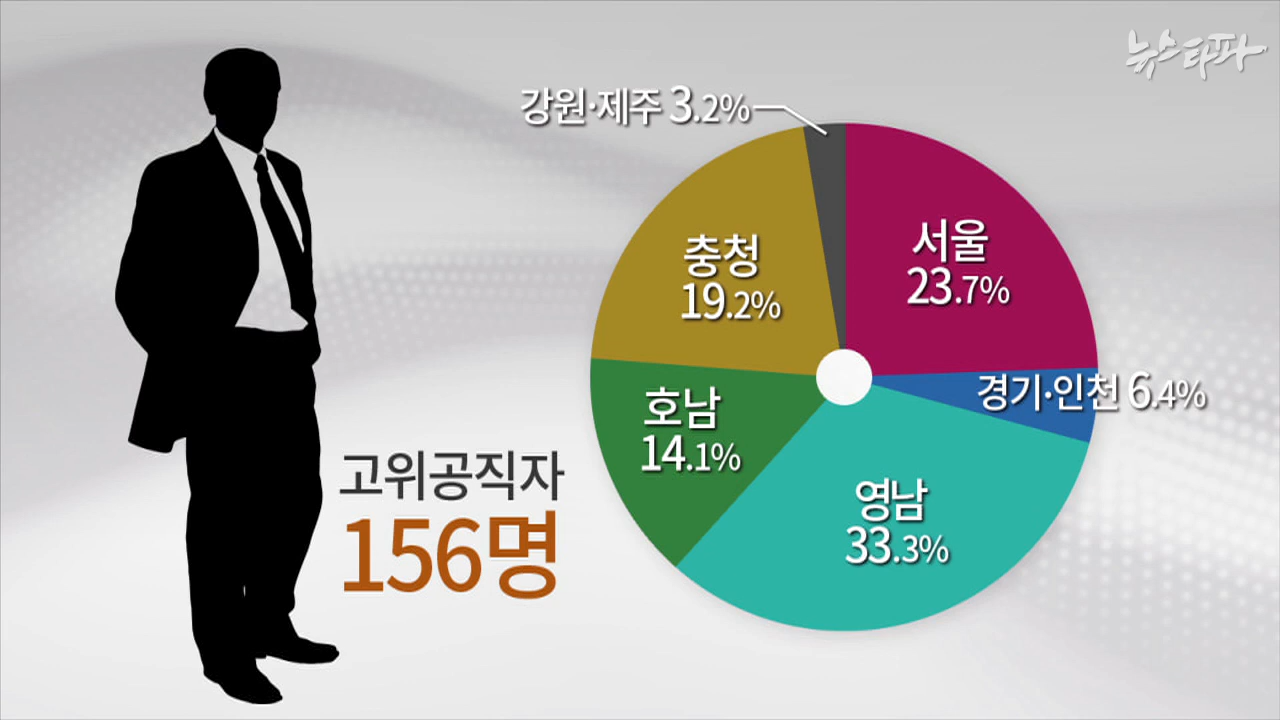 뉴스타파
강원·제주 3.2%
서울
23.7%
충청
19.2%
경기·인천 6.4%
호남
14.1%
영남
33.3%
고위공직자
156명